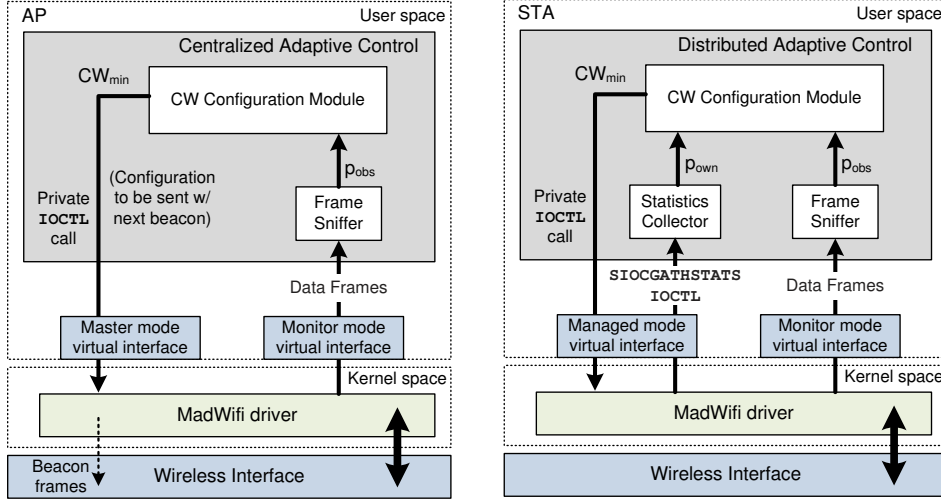 AP
User space
Centralized Adaptive Control
CWmin
CW Configuration Module
(Configuration
to be sent w/
next beacon)
pobs
Private
IOCTL
call
Frame
Sniffer
Data Frames
Master mode
virtual interface
Monitor mode
virtual interface
Kernel space
MadWifi driver
Beacon
frames
Wireless Interface
STA
User space
Distributed Adaptive Control
CWmin
CW Configuration Module
pown
pobs
Private
IOCTL
call
Statistics
Collector
Frame
Sniffer
SIOCGATHSTATS
IOCTL
Data Frames
Managed mode
virtual interface
Monitor mode
virtual interface
Kernel space
MadWifi driver
Wireless Interface